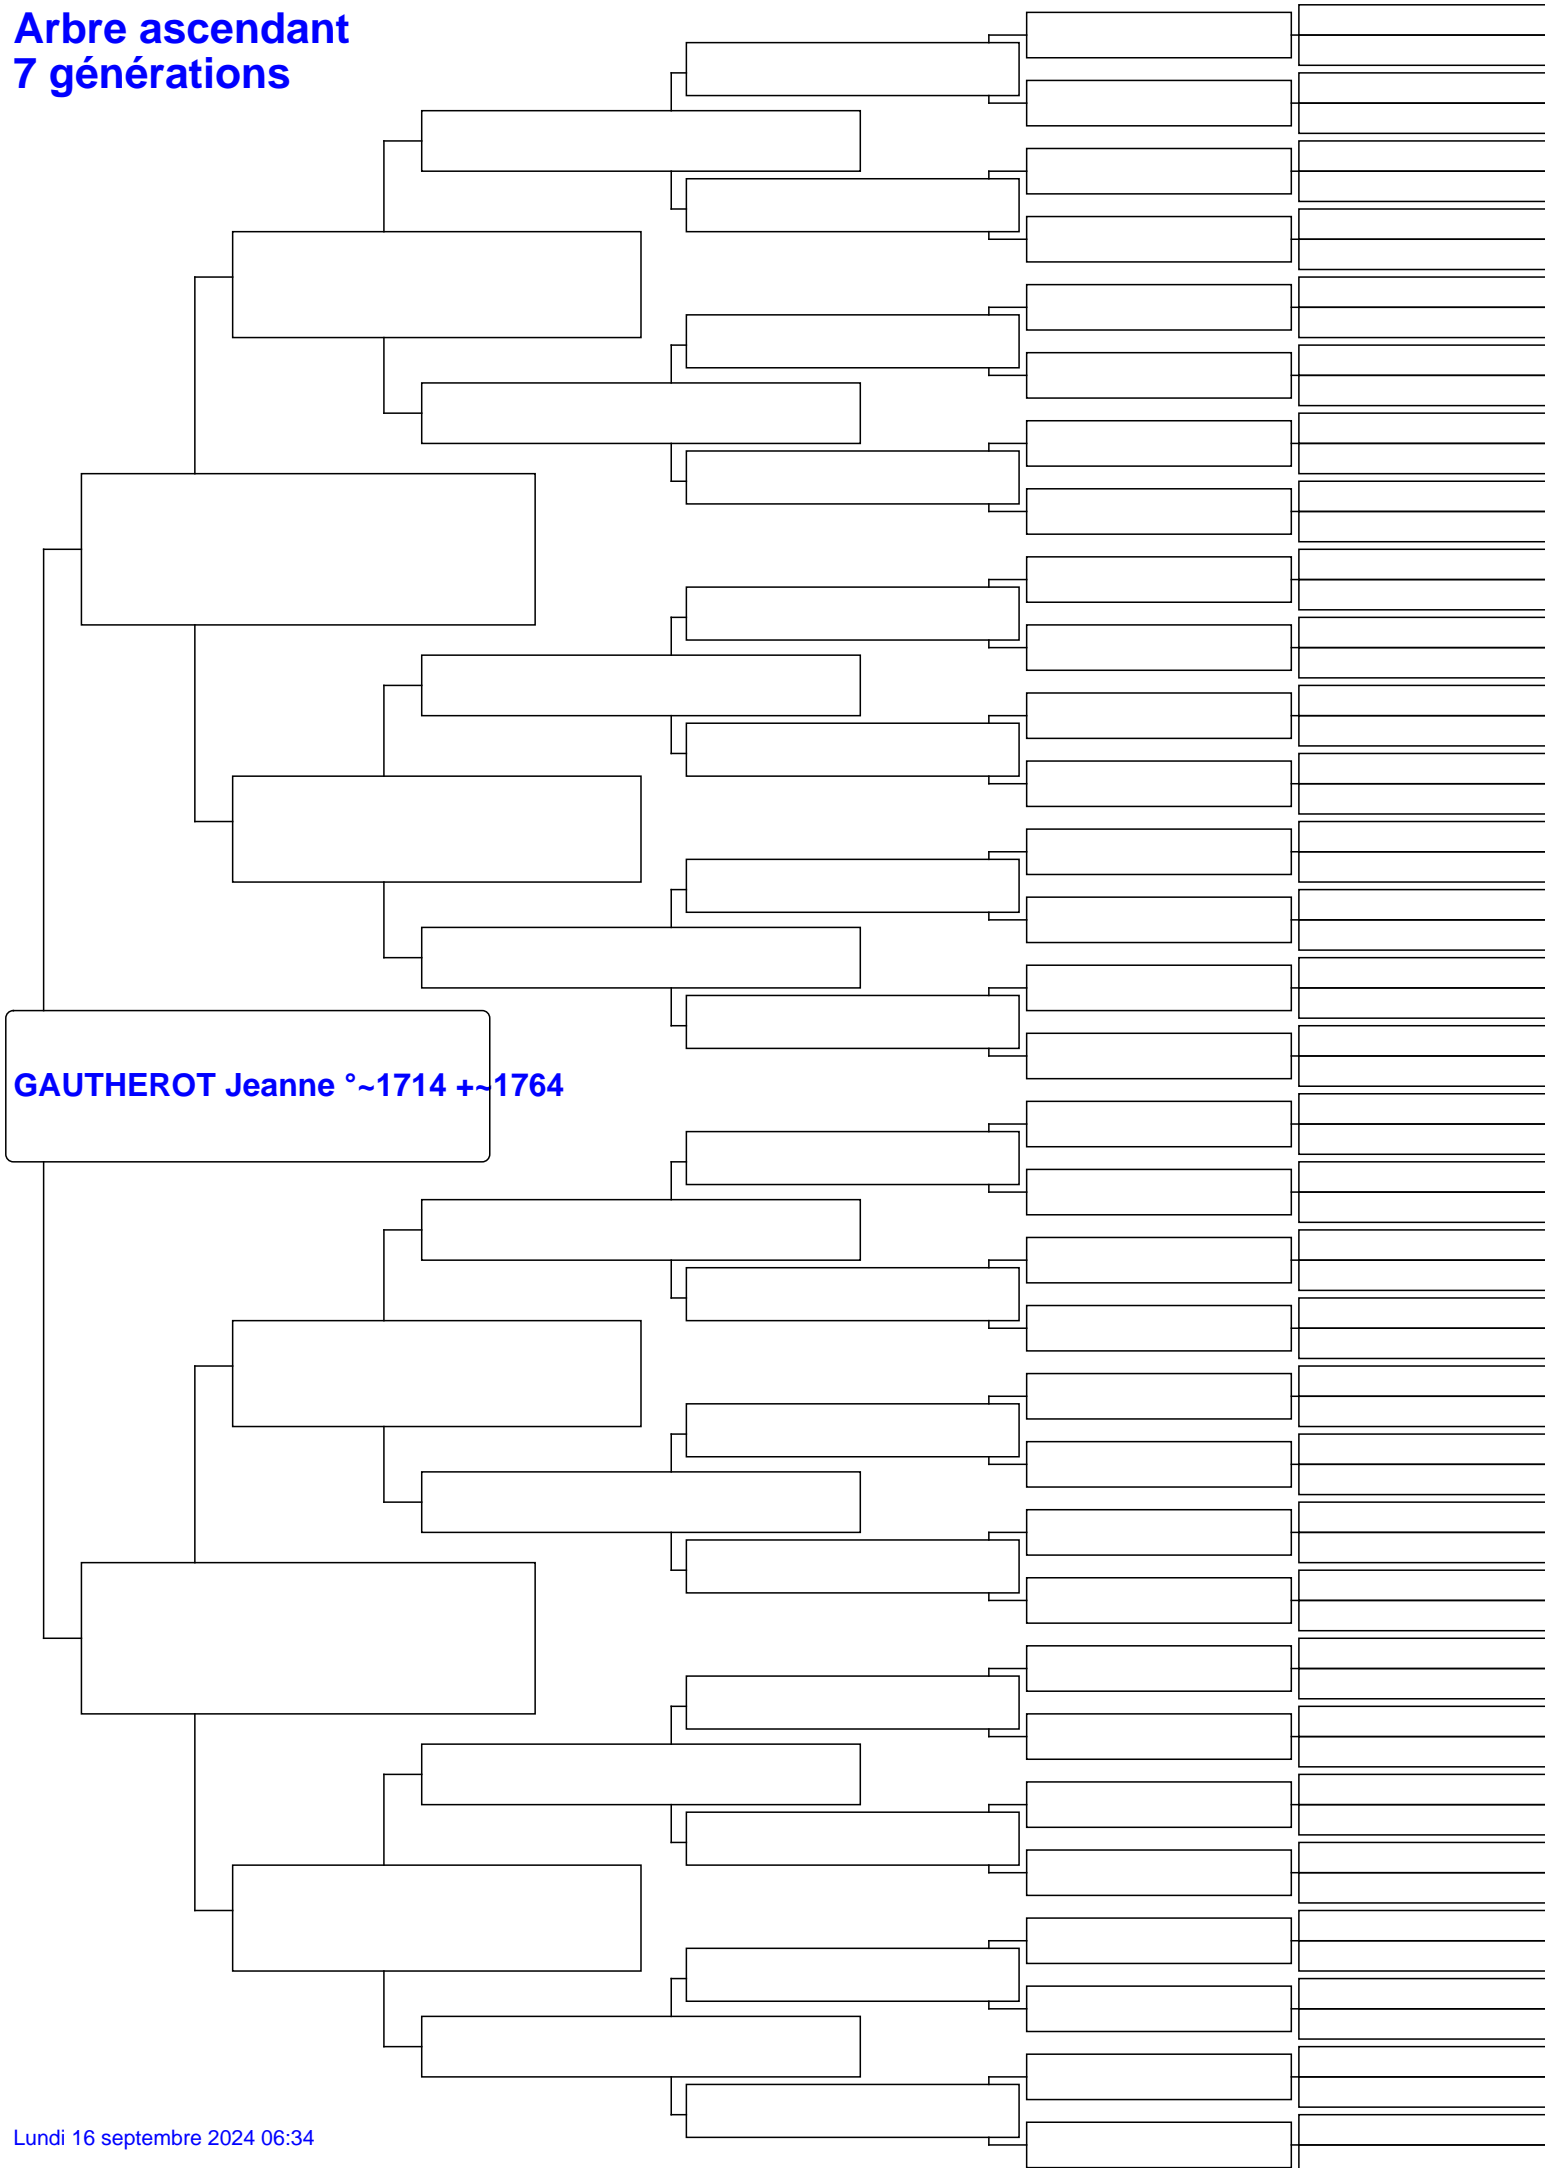 Arbre ascendant
7 générations
GAUTHEROT Jeanne °~1714 +~1764
Lundi 16 septembre 2024 06:34